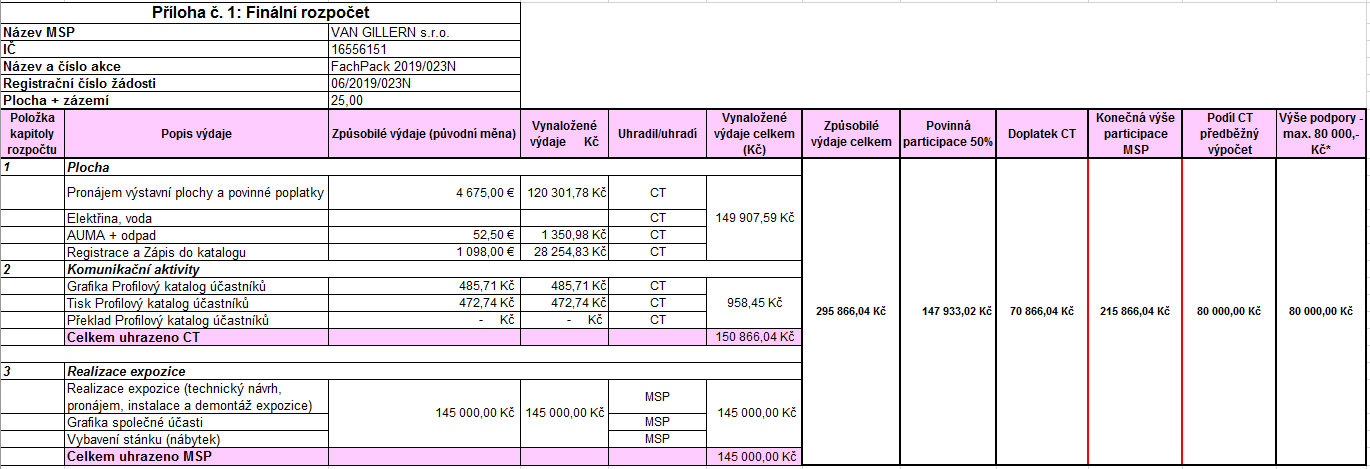 Příloha č. 1: Finální rozpočet
Název MSP VAN GILLERN s.r.o.
IČ 16556151
Název a číslo akce FachPack 2019/023N
Registrační číslo žádosti 06/2019/023N
Plocha + zázemí 25,00
Položka kapitoly rozpočtu Popis výdaje Způsobilé výdaje (původní měna) Vynaložené výdaje Kč Uhradil/uhradí Vynaložené výdaje celkem (Kč) Způsobilé výdaje celkem Povinná participace 50% Doplatek CT Konečná výše participace MSP Podíl CT předběžný výpočet Výše podpory - max. 80 000,- Kč*
1 Plocha
Pronájem výstavní plochy a povinné poplatky 4 675,00 € 120 301,78 Kč CT
Elektřina, voda CT 149 907,59 Kč
AUMA + odpad 52,50 € 1 350,98 Kč CT
Registrace a Zápis do katalogu 1 098,00 € 28 254,83 Kč CT
2 Komunikační aktivity
Grafika Profilový katalog účastníků 485,71 Kč 485,71 Kč CT
Tisk Profilový katalog účastníků 472,74 Kč 472,74 Kč CT 958,45 Kč
295 866,04 Kč 147 933,02 Kč 70 866,04 Kč 215 866,04 Kč 80 000,00 Kč 80 000,00 Kč
Překlad Profilový katalog účastníků - Kč - Kč CT
Celkem uhrazeno CT 150 866,04 Kč
3 Realizace expozice
Realizace expozice (technický návrh, pronájem, instalace a demontáž expozice) MSP
145 000,00 Kč 145 000,00 Kč 145 000,00 Kč
Grafika společné účasti MSP
Vybavení stánku (nábytek) MSP
Celkem uhrazeno MSP 145 000,00 Kč